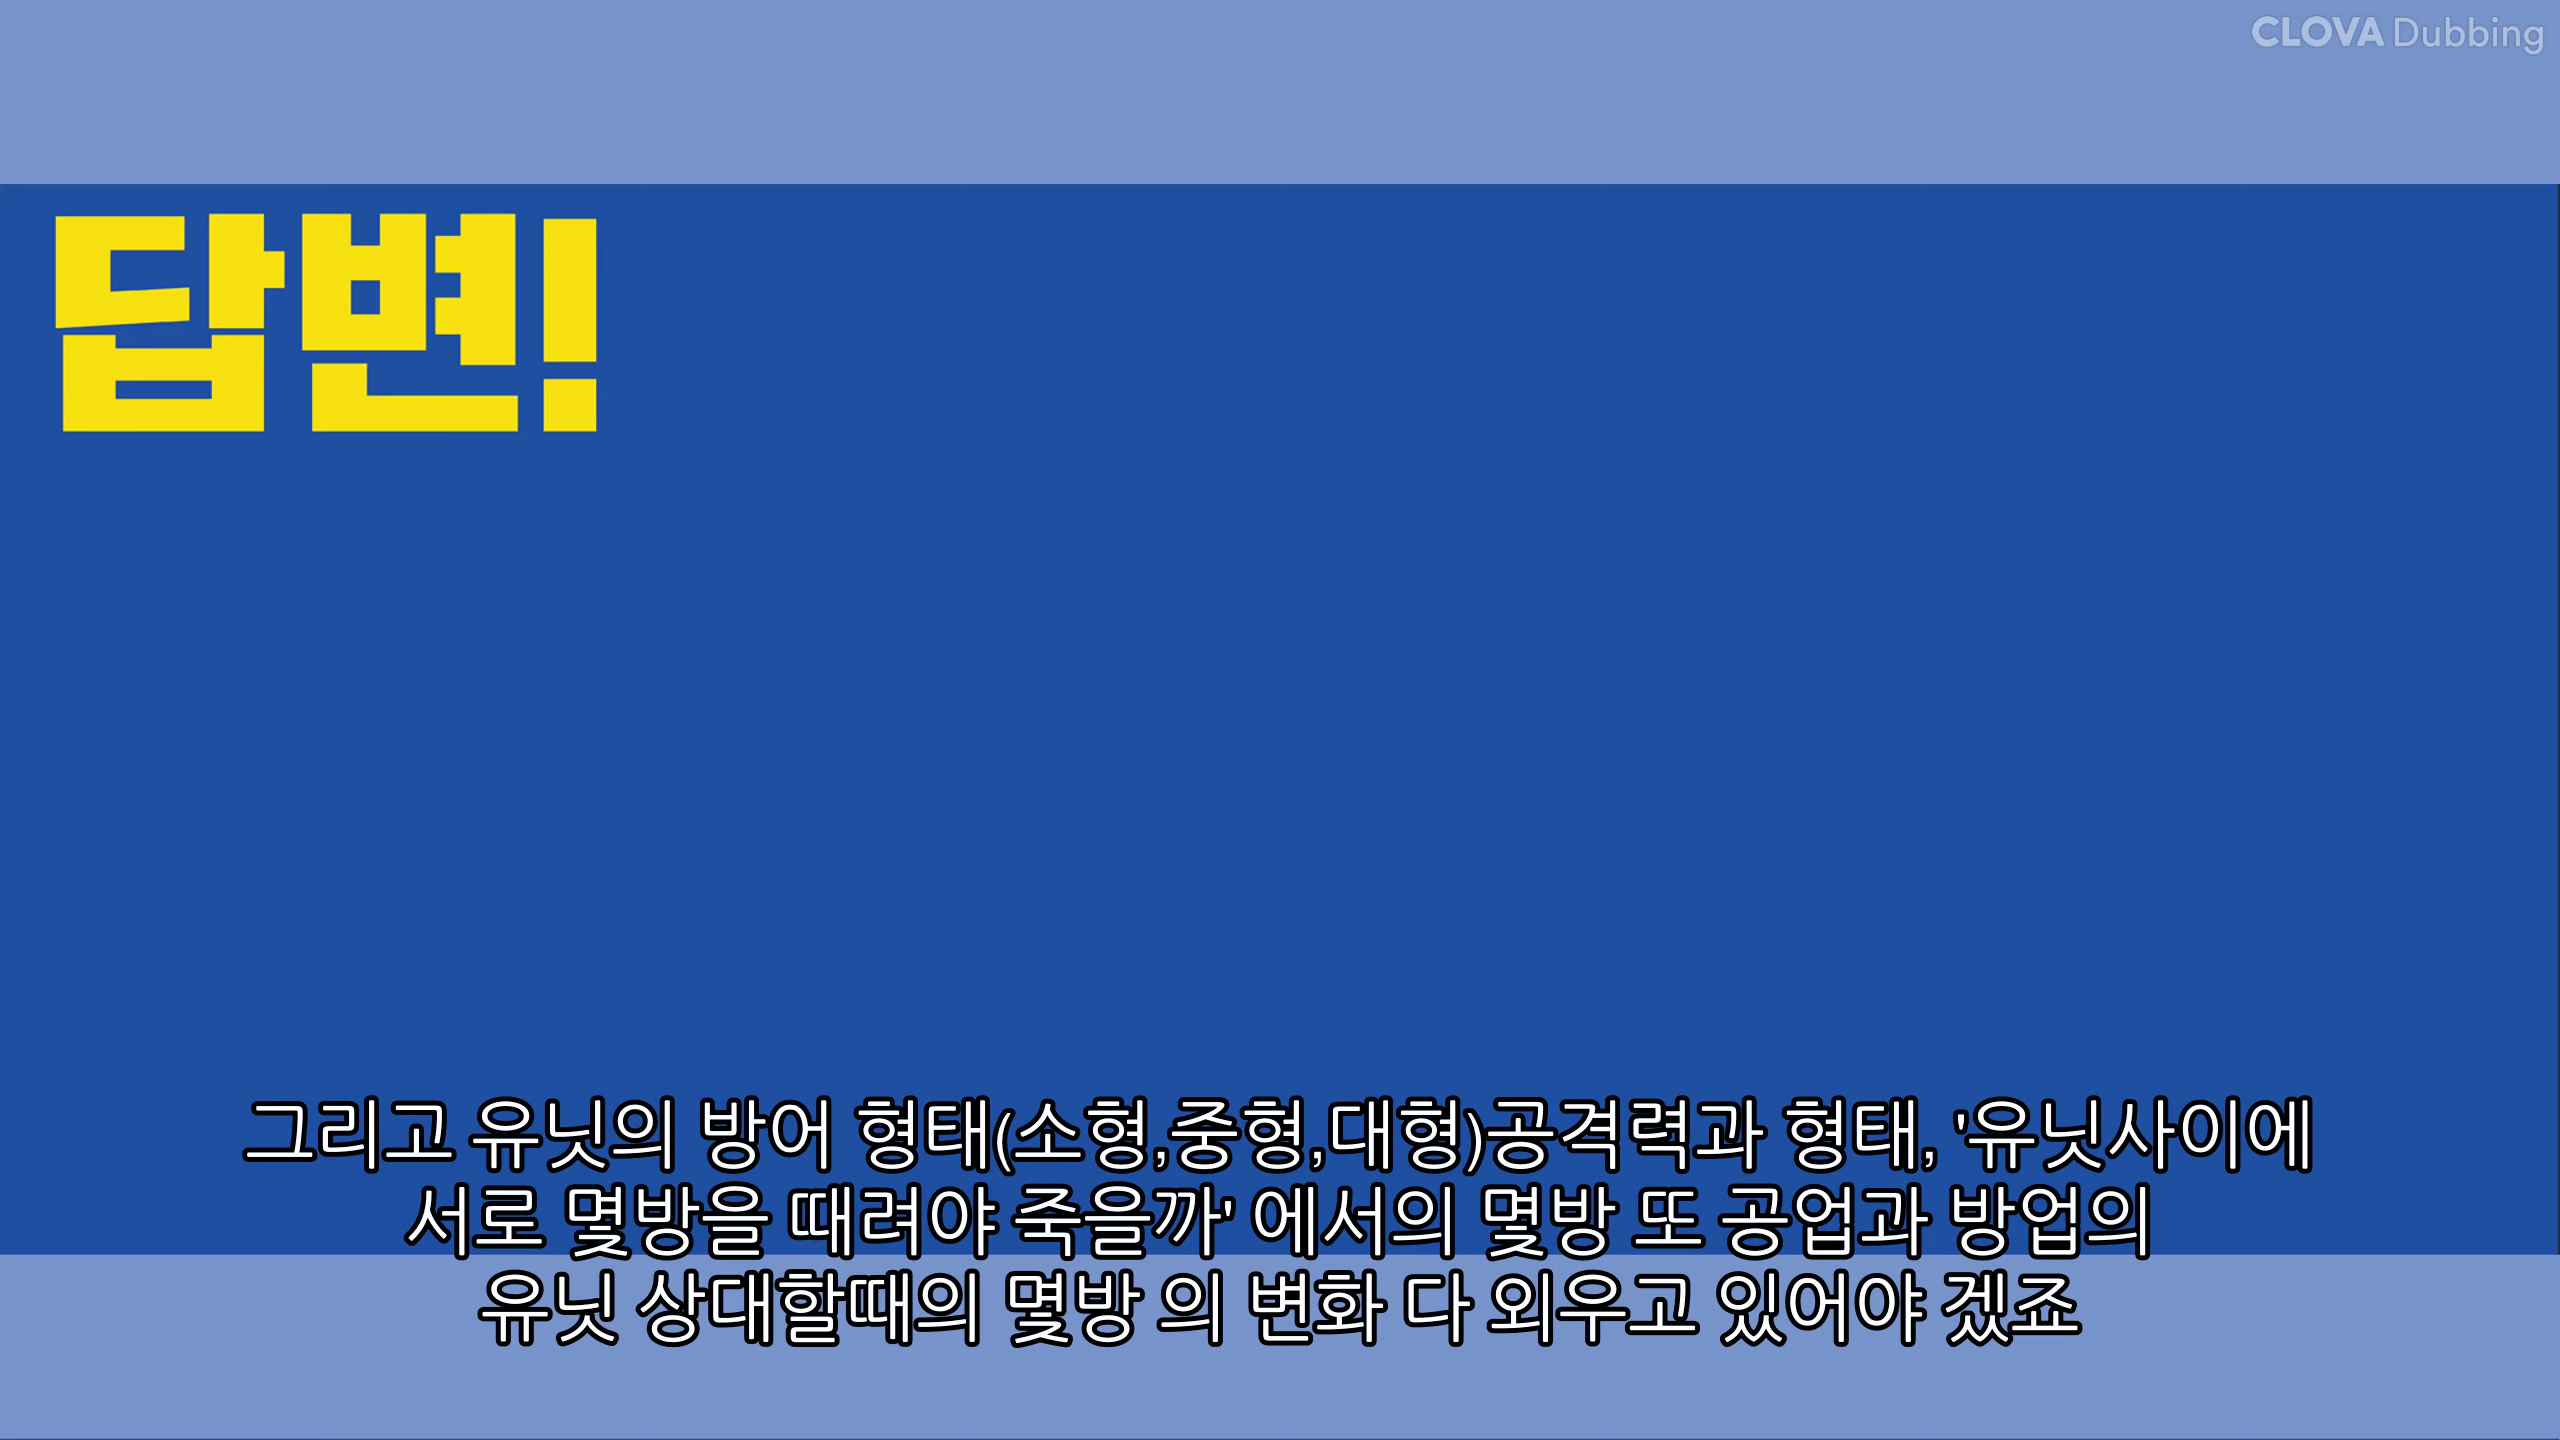 CLOVA Dubbing
답변!
그리고 유닛의 방어 형태(소형,중형,대형)공격력과 형태, '유닛사이에
서로 몇방을 때려야 죽을까' 에서의 몇방 또 공업과 방업의
유닛 상대할때의 몇방 의 변화 다 외우고 있어야 겠죠